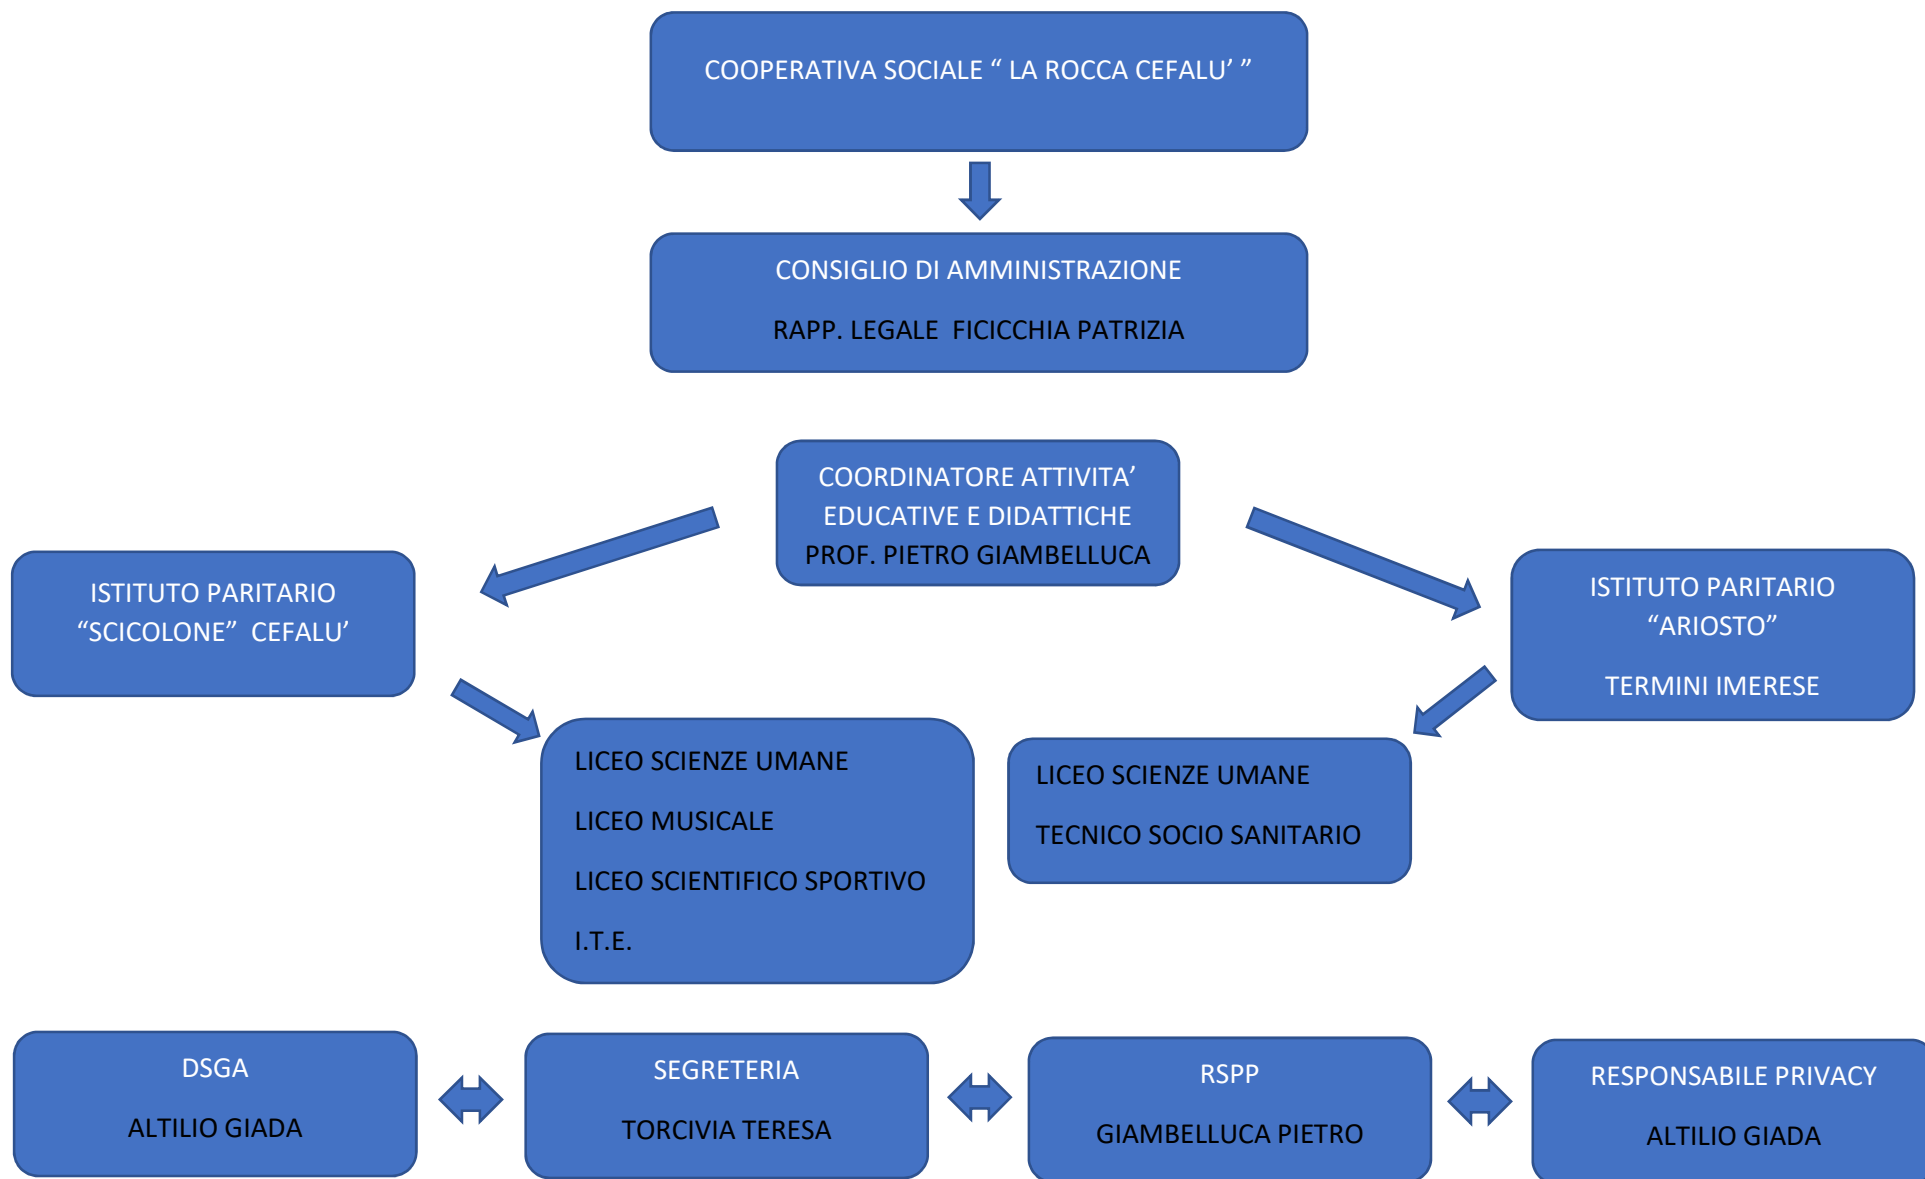 COOPERATIVA SOCIALE “ LA ROCCA CEFALU’ ”
CONSIGLIO DI AMMINISTRAZIONE
RAPP. LEGALE  FICICCHIA PATRIZIA
COORDINATORE ATTIVITA’
EDUCATIVE E DIDATTICHE
PROF. PIETRO GIAMBELLUCA
ISTITUTO PARITARIO
“SCICOLONE”  CEFALU’
ISTITUTO PARITARIO
“ARIOSTO”
TERMINI IMERESE
LICEO SCIENZE UMANE
LICEO MUSICALE
LICEO SCIENTIFICO SPORTIVO
I.T.E.
LICEO SCIENZE UMANE
TECNICO SOCIO SANITARIO
DSGA
ALTILIO GIADA
SEGRETERIA
TORCIVIA TERESA
RSPP
GIAMBELLUCA PIETRO
RESPONSABILE PRIVACY
ALTILIO GIADA